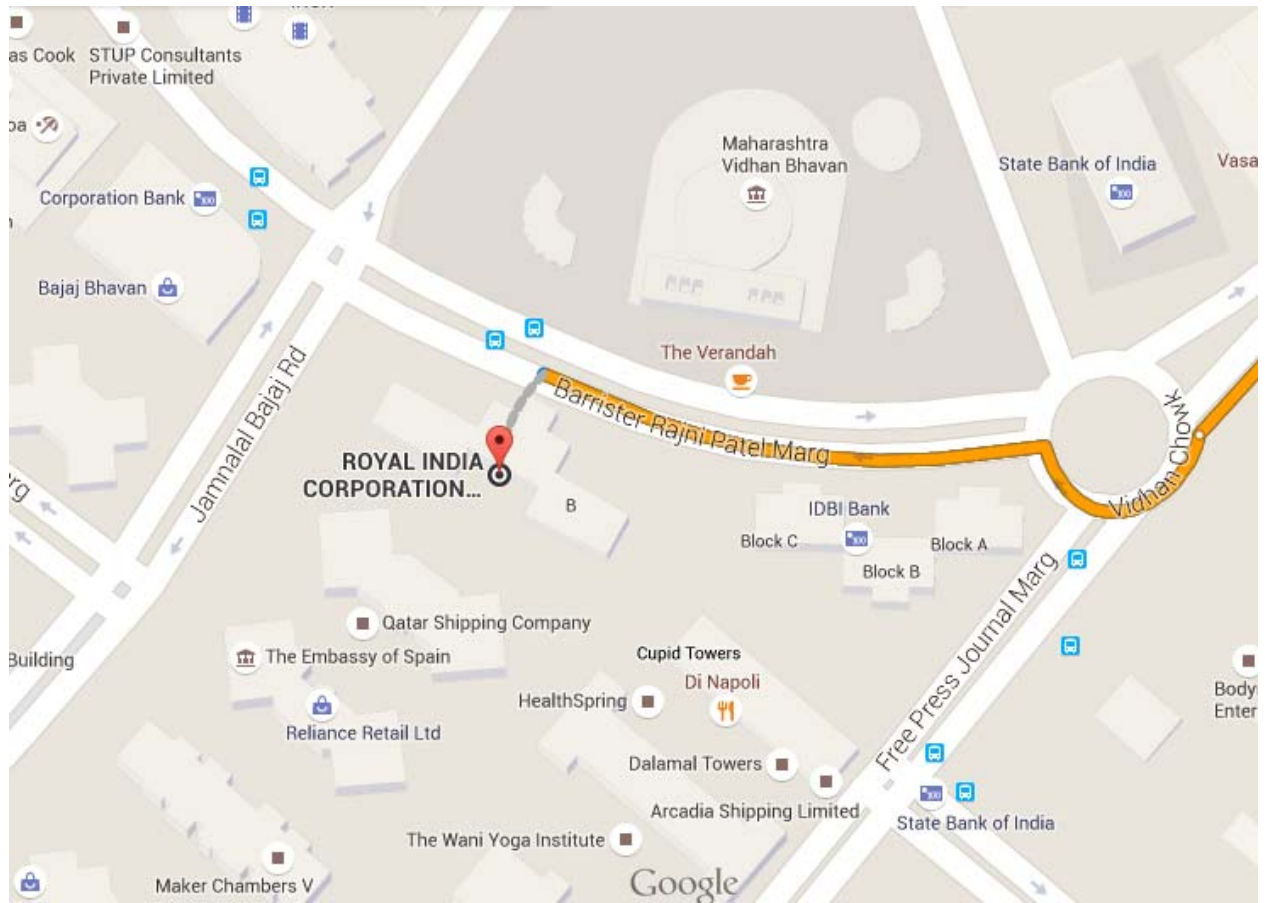 as Cook
STUP Consultants
Private Limited
Corporation Bank
Bajaj Bhavan
Maharashtra
Vidhan Bhavan
State Bank of India
Vasa
The Verandah
Barrister Rajni Patel Marg
Vidhan Chowk
Jamnalal Bajaj Rd
ROYAL INDIA
CORPORATION...
B
IDBI Bank
Block C
Block A
Block B
Free Press Journal Marg
Qatar Shipping Company
The Embassy of Spain
Building
Reliance Retail Ltd
Cupid Towers
Di Napoli
HealthSpring
Dalamal Towers
Arcadia Shipping Limited
State Bank of India
Body
Enter
The Wani Yoga Institute
Maker Chambers V
Google